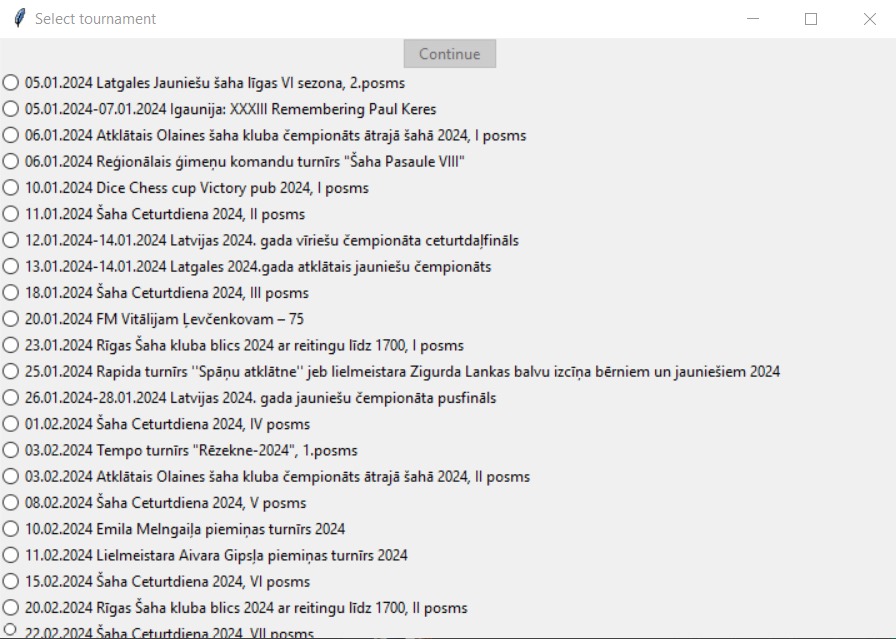 Select tournament
Continue
05.01.2024 Latgales Jauniešu šaha līgas VI sezona, 2.posms
05.01.2024-07.01.2024 Igaunija: XXXIII Remembering Paul Keres
06.01.2024 Atklātais Olaines šaha kluba čempionāts ātrajā šahā 2024, I posms
06.01.2024 Reģionālais ģimeņu komandu turnīrs "Šaha Pasaule VIII"
10.01.2024 Dice Chess cup Victory pub 2024, I posms
11.01.2024 Šaha Ceturtdiena 2024, II posms
12.01.2024-14.01.2024 Latvijas 2024. gada vīriešu čempionāta ceturtdaļfināls
13.01.2024-14.01.2024 Latgales 2024.gada atklātais jauniešu čempionāts
18.01.2024 Šaha Ceturtdiena 2024, III posms
20.01.2024 FM Vitālijam Ļevčenkovam – 75
23.01.2024 Rīgas Šaha kluba blics 2024 ar reitingu līdz 1700, I posms
25.01.2024 Rapida turnīrs ''Spāņu atklātne'' jeb lielmeistara Zigurda Lankas balvu izcīņa bērniem un jauniešiem 2024
26.01.2024-28.01.2024 Latvijas 2024. gada jauniešu čempionāta pusfināls
01.02.2024 Šaha Ceturtdiena 2024, IV posms
03.02.2024 Tempo turnīrs "Rēzekne-2024", 1.posms
03.02.2024 Atklātais Olaines šaha kluba čempionāts ātrajā šahā 2024, II posms
08.02.2024 Šaha Ceturtdiena 2024, V posms
10.02.2024 Emila Melngaiļa piemiņas turnīrs 2024
11.02.2024 Lielmeistara Aivara Gipsļa piemiņas turnīrs 2024
15.02.2024 Šaha Ceturtdiena 2024, VI posms
20.02.2024 Rīgas Šaha kluba blics 2024 ar reitingu līdz 1700, II posms
22.02.2024 Šaha Ceturtdiena 2024, VII posms